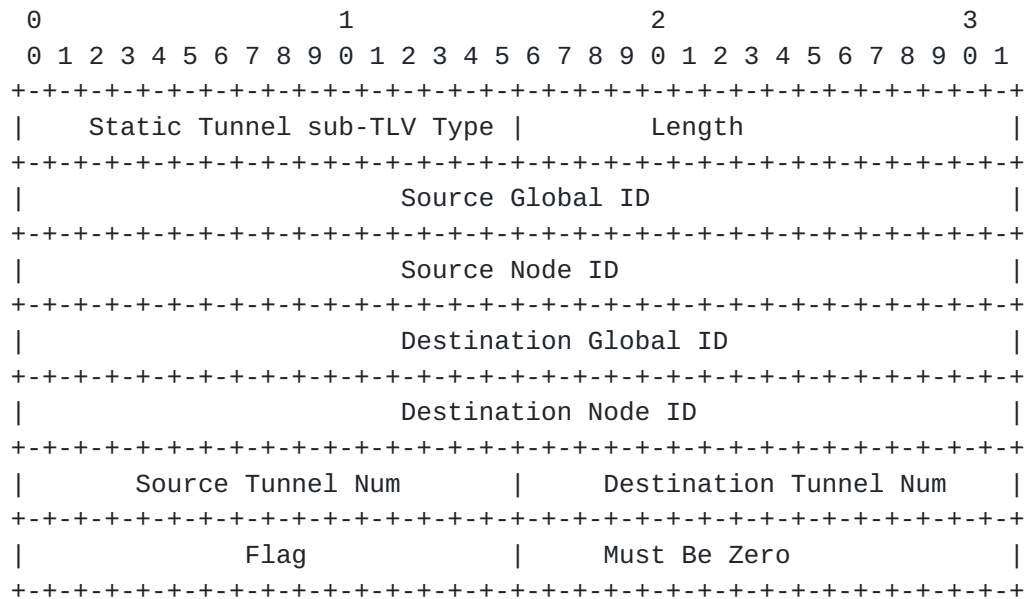 0                   1                   2                   3
 0 1 2 3 4 5 6 7 8 9 0 1 2 3 4 5 6 7 8 9 0 1 2 3 4 5 6 7 8 9 0 1
+-+-+-+-+-+-+-+-+-+-+-+-+-+-+-+-+-+-+-+-+-+-+-+-+-+-+-+-+-+-+-+-+
|    Static Tunnel sub-TLV Type |        Length                 |
+-+-+-+-+-+-+-+-+-+-+-+-+-+-+-+-+-+-+-+-+-+-+-+-+-+-+-+-+-+-+-+-+
|                        Source Global ID                       |
+-+-+-+-+-+-+-+-+-+-+-+-+-+-+-+-+-+-+-+-+-+-+-+-+-+-+-+-+-+-+-+-+
|                        Source Node ID                         |
+-+-+-+-+-+-+-+-+-+-+-+-+-+-+-+-+-+-+-+-+-+-+-+-+-+-+-+-+-+-+-+-+
|                        Destination Global ID                  |
+-+-+-+-+-+-+-+-+-+-+-+-+-+-+-+-+-+-+-+-+-+-+-+-+-+-+-+-+-+-+-+-+
|                        Destination Node ID                    |
+-+-+-+-+-+-+-+-+-+-+-+-+-+-+-+-+-+-+-+-+-+-+-+-+-+-+-+-+-+-+-+-+
|       Source Tunnel Num       |     Destination Tunnel Num    |
+-+-+-+-+-+-+-+-+-+-+-+-+-+-+-+-+-+-+-+-+-+-+-+-+-+-+-+-+-+-+-+-+
|              Flag             |     Must Be Zero              |
+-+-+-+-+-+-+-+-+-+-+-+-+-+-+-+-+-+-+-+-+-+-+-+-+-+-+-+-+-+-+-+-+